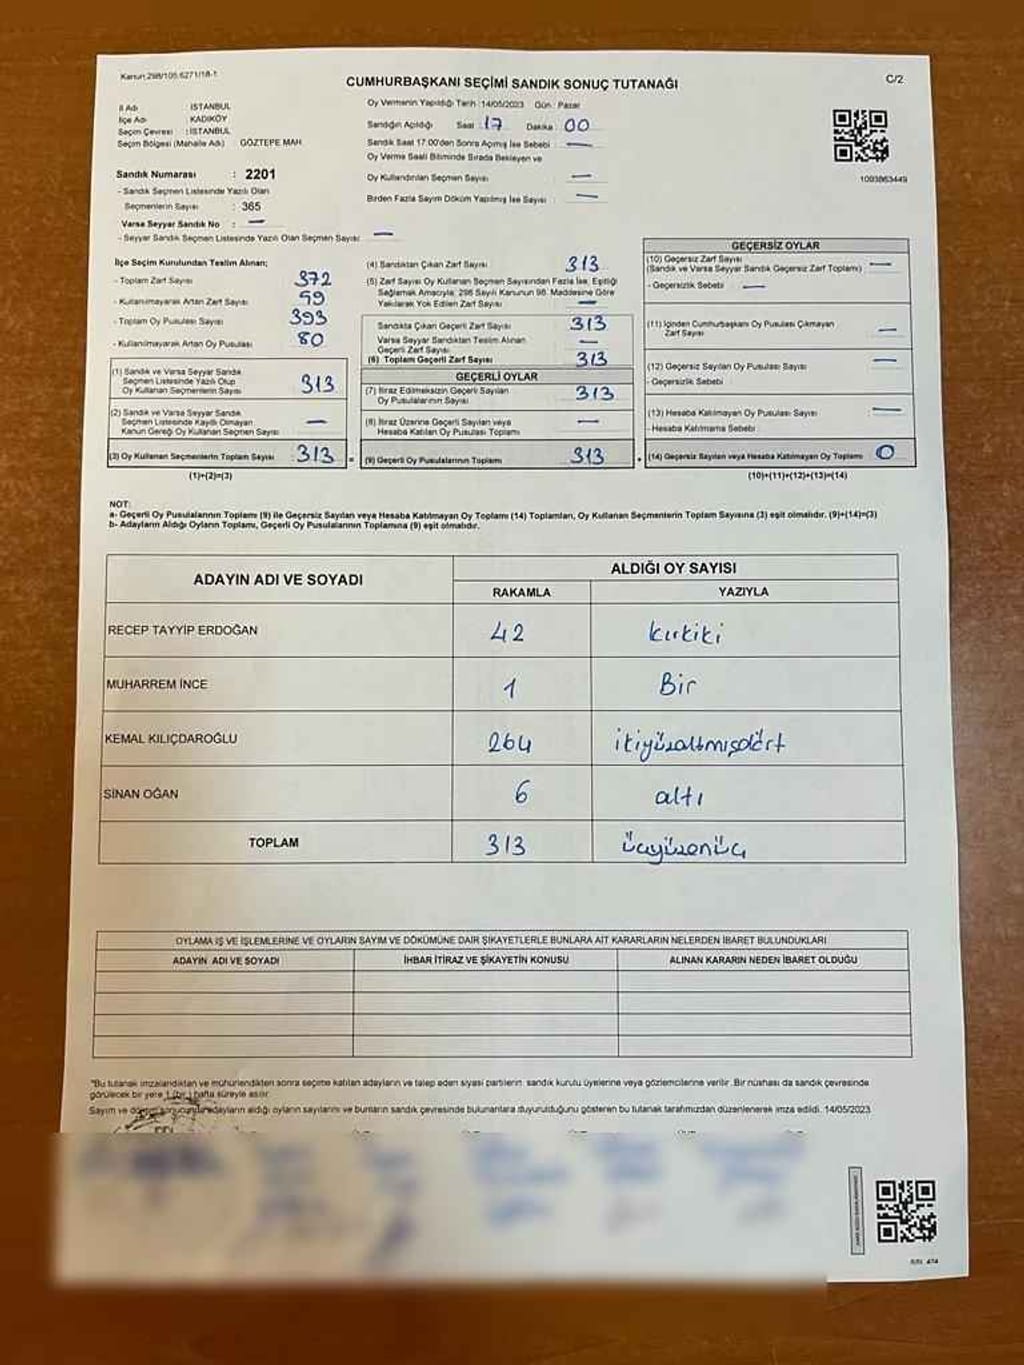 Kanun:298/105,6271/18-1
CUMHURBAŞKANI SEÇİMİ SANDIK SONUÇ TUTANAĞI
C/2
İl Adı : İSTANBUL
İlçe Adı : KADIKÖY
Seçim Çevresi : İSTANBUL
Seçim Bölgesi (Mahalle Adı) GÖZTEPE MAH.
Sandık Numarası : 2201
- Sandık Seçmen Listesinde Yazılı Olan
Seçmenlerin Sayısı : 365
Varsa Seyyar Sandık No : —
- Seyyar Sandık Seçmen Listesinde Yazılı Olan Seçmen Sayısı: —
Oy Vermenin Yapıldığı Tarih :14/05/2023 Gün : Pazar
Sandığın Açıldığı Saat : 17 Dakika : 00
Sandık Saat 17:00'den Sonra Açılmış İse Sebebi : —
Oy Verme Saati Bitiminde Sırada Bekleyen ve
Oy Kullandırılan Seçmen Sayısı : —
Birden Fazla Sayım Döküm Yapılmış İse Sayısı : —
1093863449
İlçe Seçim Kurulundan Teslim Alınan;
- Toplam Zarf Sayısı : 372
- Kullanılmayarak Artan Zarf Sayısı : 59
- Toplam Oy Pusulası Sayısı : 393
- Kullanılmayarak Artan Oy Pusulası : 80
(1) Sandık ve Varsa Seyyar Sandık
Seçmen Listesinde Yazılı Olup
Oy Kullanan Seçmenlerin Sayısı : 313
(2) Sandık ve Varsa Seyyar Sandık
Seçmen Listesinde Kayıtlı Olmayan
Kanun Gereği Oy Kullanan Seçmen Sayısı : —
(3) Oy Kullanan Seçmenlerin Toplam Sayısı : 313
(1)+(2)=(3)
(4) Sandıktan Çıkan Zarf Sayısı : 313
(5) Zarf Sayısı Oy Kullanan Seçmen Sayısından Fazla İse, Eşitliği
Sağlamak Amacıyla; 298 Sayılı Kanunun 98. Maddesine Göre
Yakılarak Yok Edilen Zarf Sayısı : —
Sandıkta Çıkan Geçerli Zarf Sayısı : 313
Varsa Seyyar Sandıktan Teslim Alınan
Geçerli Zarf Sayısı : —
(6) Toplam Geçerli Zarf Sayısı : 313
GEÇERLİ OYLAR
(7) İtiraz Edilmeksizin Geçerli Sayılan
Oy Pusulalarının Sayısı : 313
(8) İtiraz Üzerine Geçerli Sayılan veya
Hesaba Katılan Oy Pusulası Toplamı : —
(9) Geçerli Oy Pusulalarının Toplamı : 313
GEÇERSİZ OYLAR
(10) Geçersiz Zarf Sayısı
(Sandık ve Varsa Seyyar Sandık Geçersiz Zarf Toplamı) : —
- Geçersizlik Sebebi : —
(11) İçinden Cumhurbaşkanı Oy Pusulası Çıkmayan
Zarf Sayısı : —
(12) Geçersiz Sayılan Oy Pusulası Sayısı : —
- Geçersizlik Sebebi :
(13) Hesaba Katılmayan Oy Pusulası Sayısı : —
- Hesaba Katılmama Sebebi :
(14) Geçersiz Sayılan veya Hesaba Katılmayan Oy Toplamı : 0
(10)+(11)+(12)+(13)=(14)
NOT:
a- Geçerli Oy Pusulalarının Toplamı (9) ile Geçersiz Sayılan veya Hesaba Katılmayan Oy Toplamı (14) Toplamları, Oy Kullanan Seçmenlerin Toplam Sayısına (3) eşit olmalıdır. (9)+(14)=(3)
b- Adayların Aldığı Oyların Toplamı, Geçerli Oy Pusulalarının Toplamına (9) eşit olmalıdır.
ADAYIN ADI VE SOYADI
ALDIĞI OY SAYISI
RAKAMLA YAZIYLA
RECEP TAYYİP ERDOĞAN 42 kırkiki
MUHARREM İNCE 1 Bir
KEMAL KILIÇDAROĞLU 264 ikiyüzaltmışdört
SİNAN OĞAN 6 altı
TOPLAM 313 üçyüzonüç
OYLAMA İŞ VE İŞLEMLERİNE VE OYLARIN SAYIM VE DÖKÜMÜNE DAİR ŞİKAYETLERLE BUNLARA AİT KARARLARIN NELERDEN İBARET BULUNDUKLARI
ADAYIN ADI VE SOYADI İHBAR İTİRAZ VE ŞİKAYETİN KONUSU ALINAN KARARIN NEDEN İBARET OLDUĞU
*Bu tutanak imzalandıktan ve mühürlendikten sonra seçime katılan adayların ve talep eden siyasi partilerin sandık kurulu üyelerine veya gözlemcilerine verilir. Bir nüshası da sandık çevresinde
görülecek bir yere 1 (bir) hafta süreyle asılır.
Sayım ve döküm sonucunda adayların aldığı oyların sayılarını ve bunların sandık çevresinde bulunanlara duyurulduğunu gösteren bu tutanak tarafımızdan düzenlenerek imza edildi. 14/05/2023